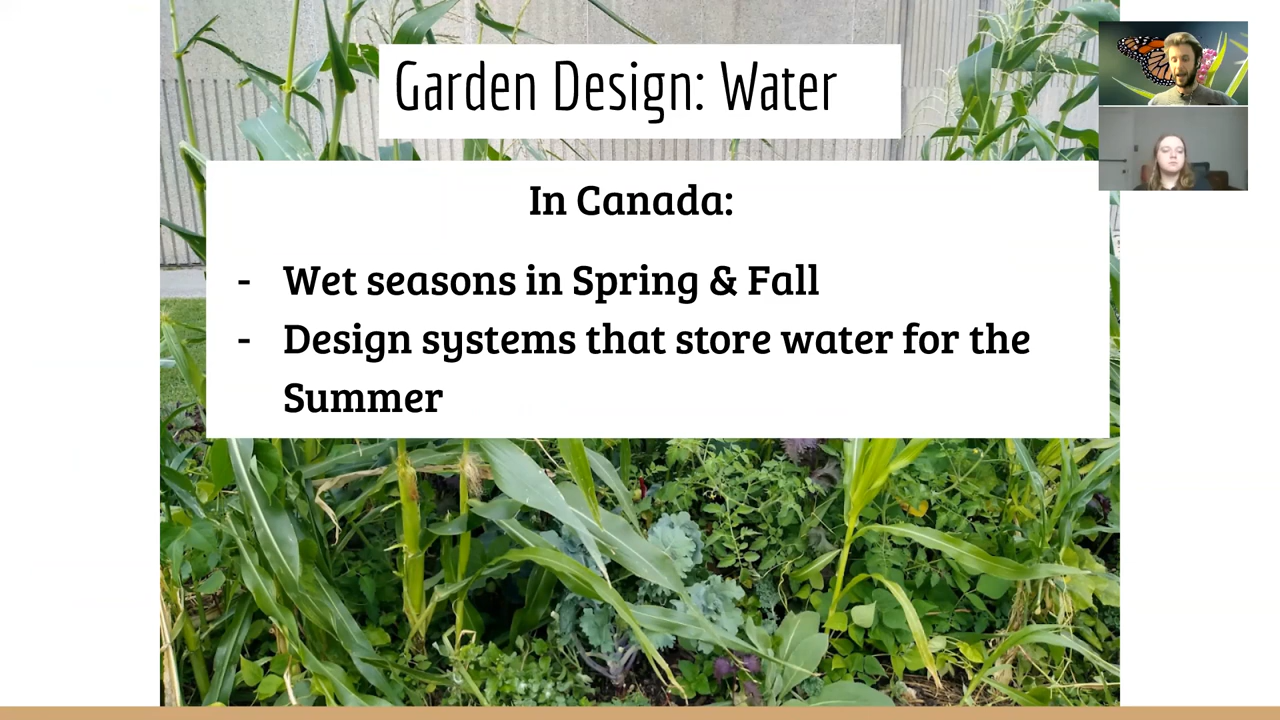 Garden Design: Water
In Canada:
- Wet seasons in Spring & Fall
- Design systems that store water for the
Summer